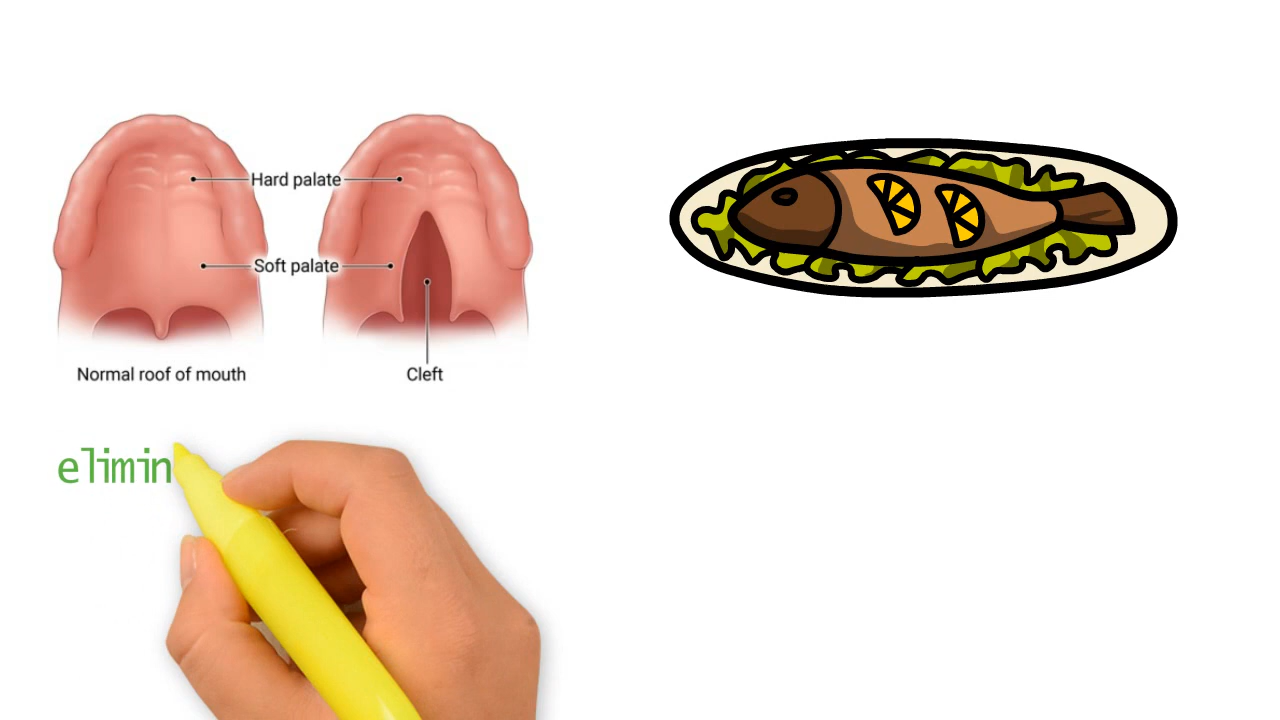 Hard palate
Soft palate
Normal roof of mouth
Cleft
elimin